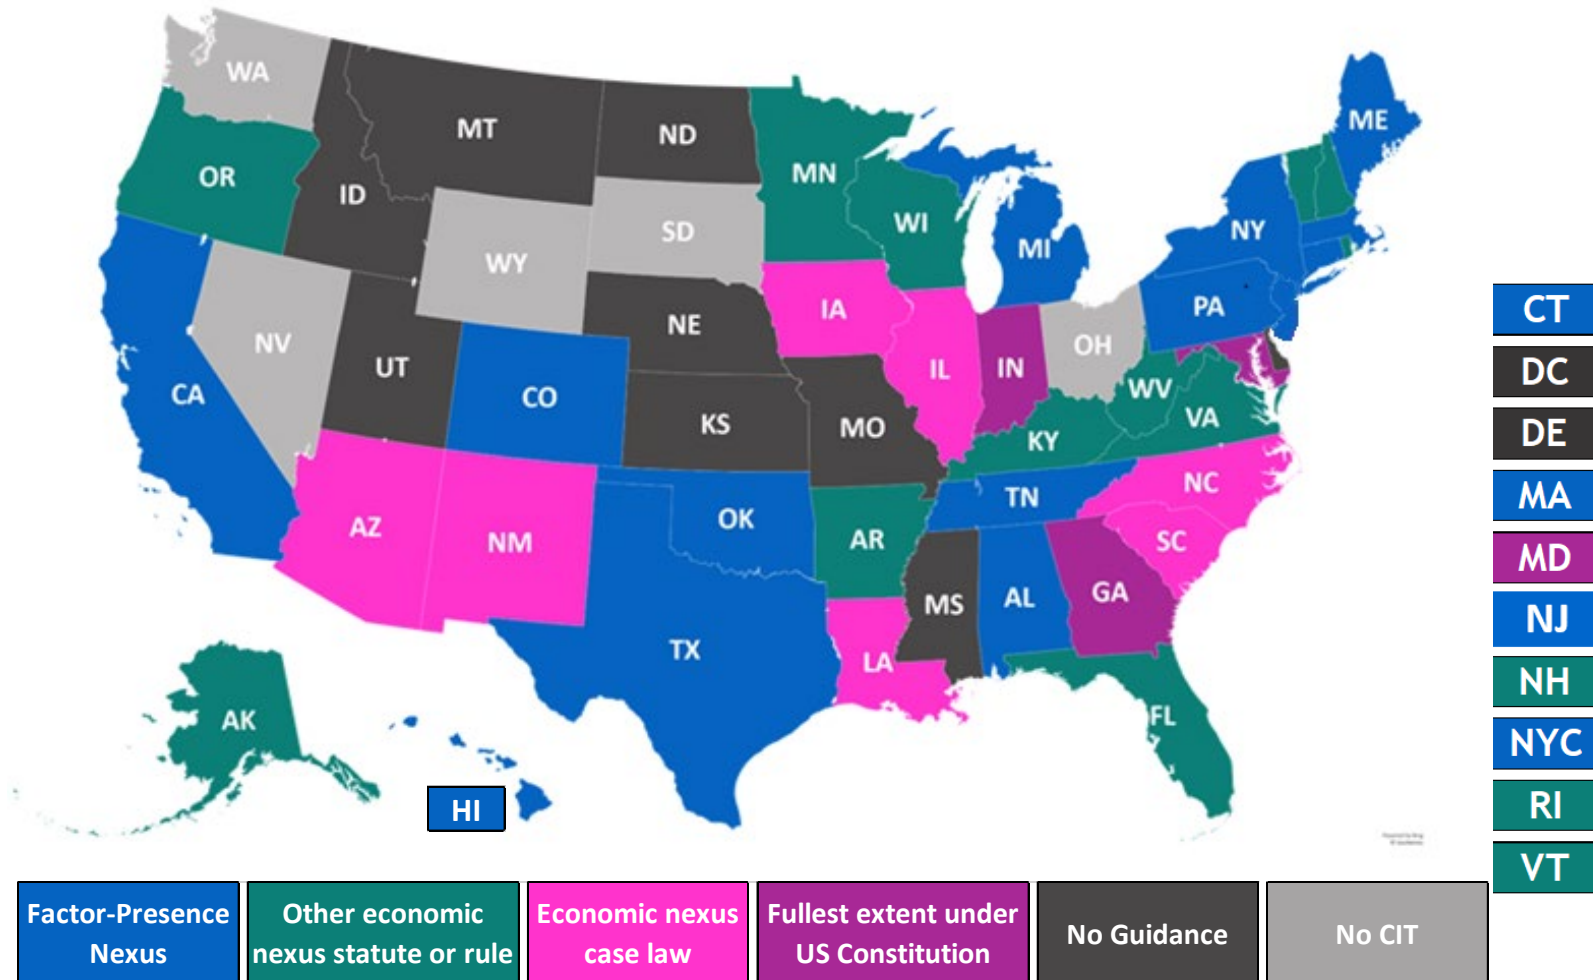 WA
MT
ND
ME
OR
ID
MN
WI
SD
NY
MI
WY
PA
NE
IA
NV
OH
UT
IL
IN
CA
CO
WV
KS
MO
VA
KY
NC
TN
AZ
NM
OK
AR
SC
MS
AL
GA
TX
LA
FL
AK
HI
CT
DC
DE
MA
MD
NJ
NH
NYC
RI
VT
Factor-Presence
Nexus
Other economic
nexus statute or rule
Economic nexus
case law
Fullest extent under
US Constitution
No Guidance
No CIT